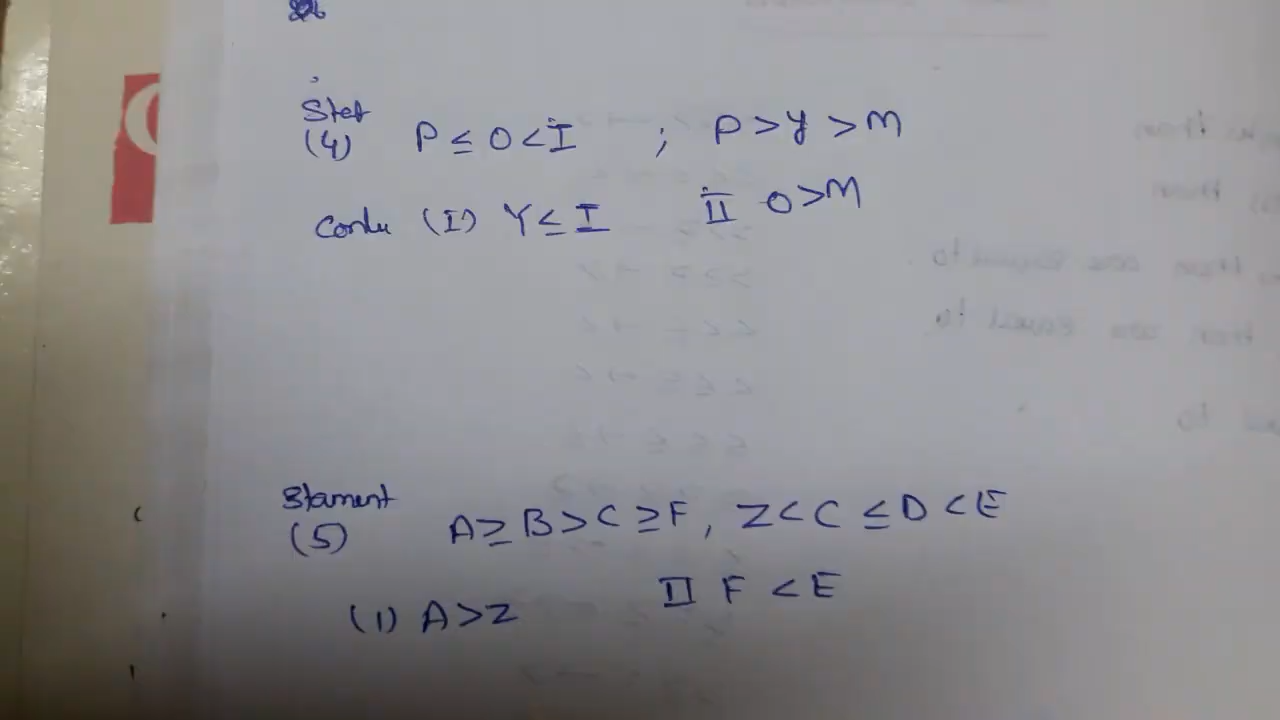 Stet
(4) P ≤ O < I ; P > Y > M
Conlu (I) Y ≤ I II O > M
Stament
(5) A ≥ B > C ≥ F, Z < C ≤ D < E
(1) A > Z II F < E